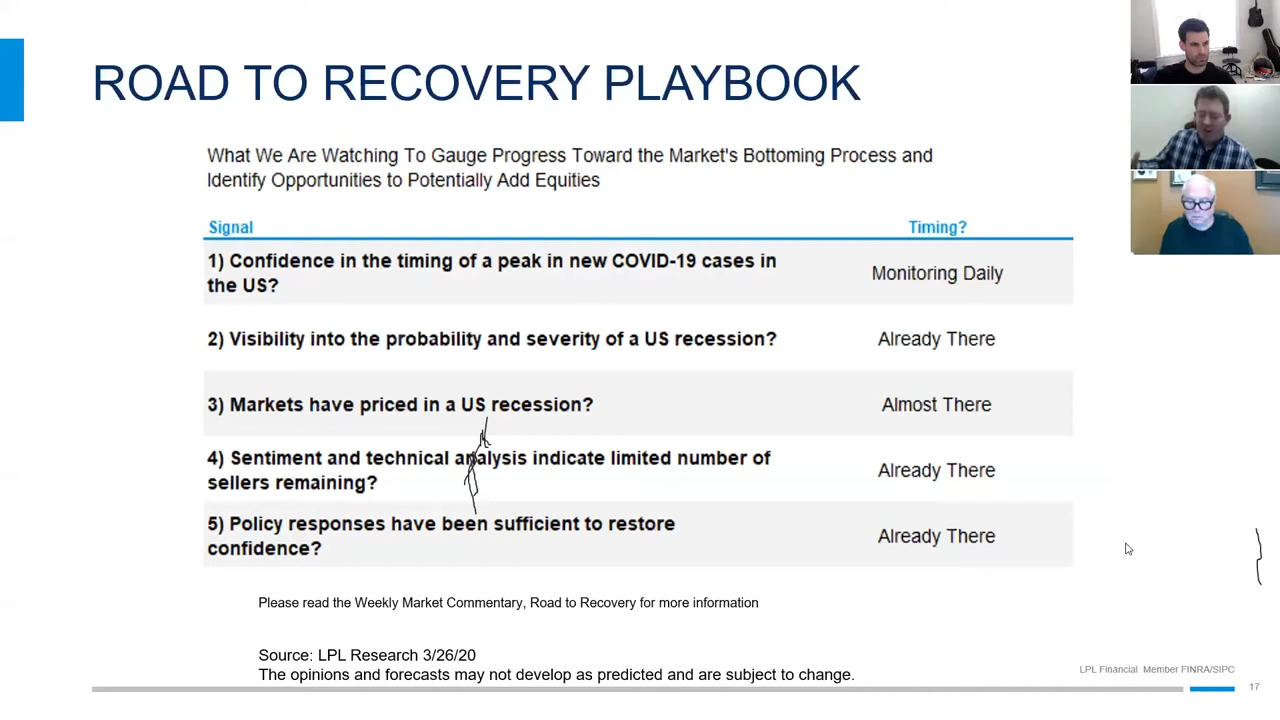 ROAD TO RECOVERY PLAYBOOK
What We Are Watching To Gauge Progress Toward the Market's Bottoming Process and
Identify Opportunities to Potentially Add Equities
Signal Timing?
1) Confidence in the timing of a peak in new COVID-19 cases in
the US?
Monitoring Daily
2) Visibility into the probability and severity of a US recession? Already There
3) Markets have priced in a US recession? Almost There
4) Sentiment and technical analysis indicate limited number of
sellers remaining?
Already There
5) Policy responses have been sufficient to restore
confidence?
Already There
Please read the Weekly Market Commentary, Road to Recovery for more information
Source: LPL Research 3/26/20
The opinions and forecasts may not develop as predicted and are subject to change.
LPL Financial Member FINRA/SIPC
17